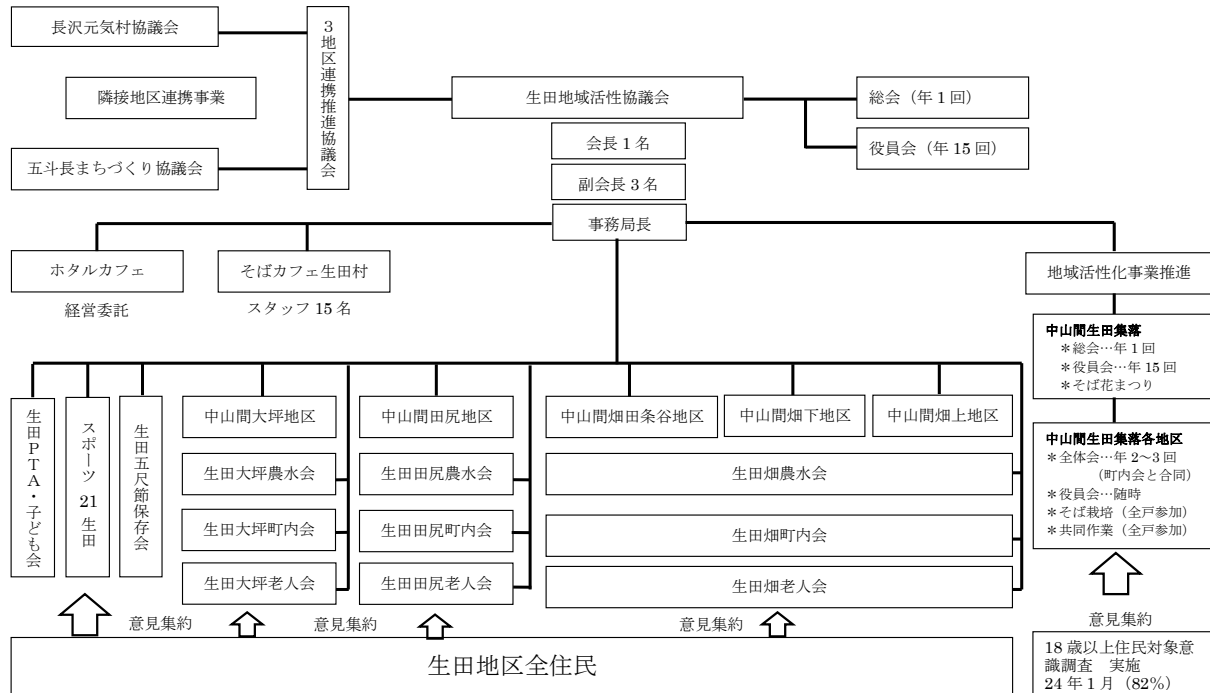 長沢元気村協議会
隣接地区連携事業
五斗長まちづくり協議会
3地区連携推進協議会
生田地域活性協議会
総会（年 1 回）
役員会（年 15 回）
会長 1 名
副会長 3 名
事務局長
ホタルカフェ
経営委託
そばカフェ生田村
スタッフ 15 名
地域活性化事業推進
中山間生田集落
＊総会…年 1 回
＊役員会…年 15 回
＊そば花まつり
生田PTA・子ども会
スポーツ 21 生田
生田五尺節保存会
中山間大坪地区
生田大坪農水会
生田大坪町内会
生田大坪老人会
中山間田尻地区
生田田尻農水会
生田田尻町内会
生田田尻老人会
中山間畑田条谷地区
中山間畑下地区
中山間畑上地区
生田畑農水会
生田畑町内会
生田畑老人会
中山間生田集落各地区
＊全体会…年 2～3 回
（町内会と合同）
＊役員会…随時
＊そば栽培（全戸参加）
＊共同作業（全戸参加）
意見集約
意見集約
意見集約
意見集約
生田地区全住民
18 歳以上住民対象意
識調査　実施
24 年 1 月（82%）